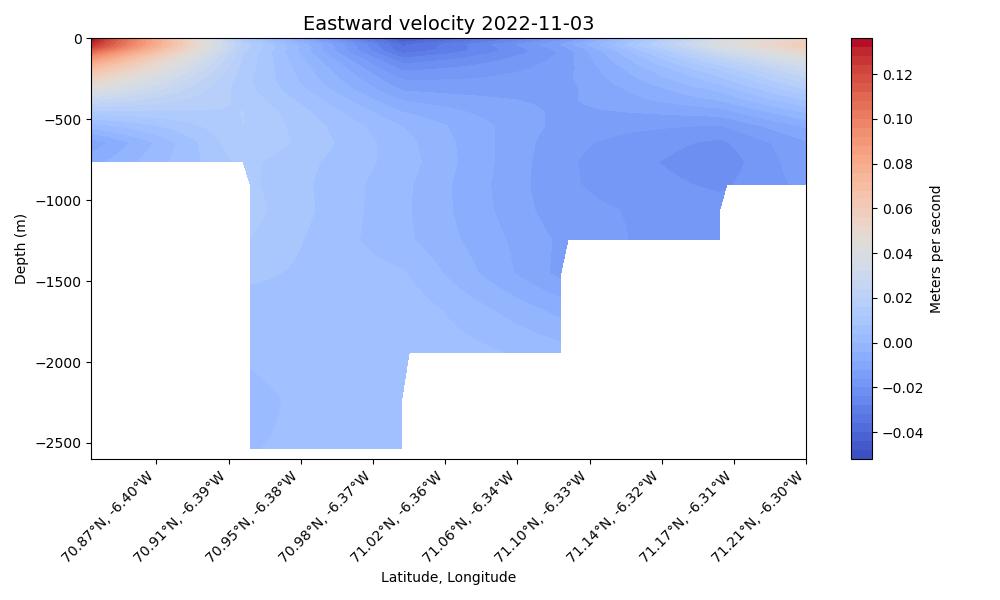 Eastward velocity 2022-11-03
0
−500
−1000
−1500
−2000
−2500
Depth (m)
70.87°N, -6.40°W
70.91°N, -6.39°W
70.95°N, -6.38°W
70.98°N, -6.37°W
71.02°N, -6.36°W
71.06°N, -6.34°W
71.10°N, -6.33°W
71.14°N, -6.32°W
71.17°N, -6.31°W
71.21°N, -6.30°W
Latitude, Longitude
0.12
0.10
0.08
0.06
0.04
0.02
0.00
−0.02
−0.04
Meters per second